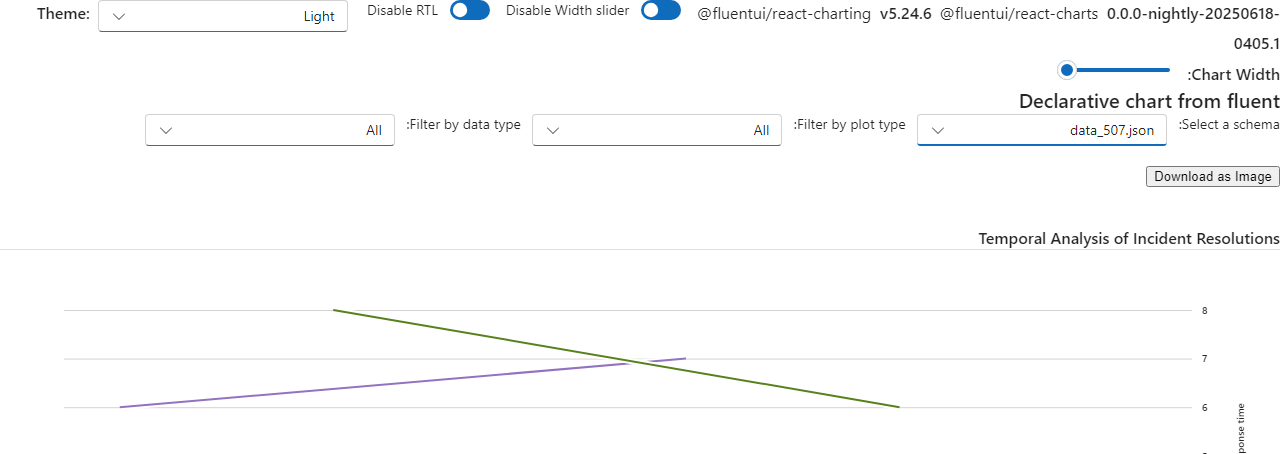 Theme: Light Disable RTL Disable Width slider @fluentui/react-charting v5.24.6 @fluentui/react-charts 0.0.0-nightly-20250618-
0405.1
:Chart Width
Declarative chart from fluent
:Select a schema data_507.json :Filter by plot type All :Filter by data type All
Download as Image
Temporal Analysis of Incident Resolutions
8
7
6